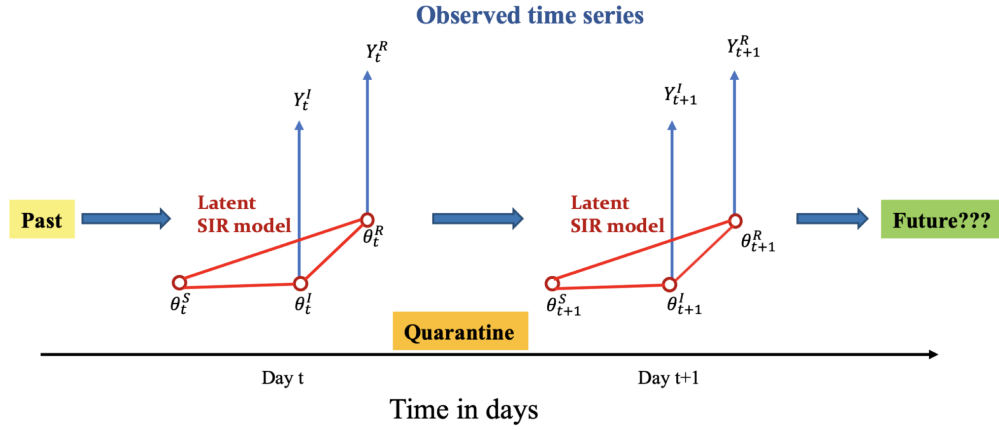 Observed time series
Y_t^R
Y_{t+1}^R
Y_t^I
Y_{t+1}^I
Latent
SIR model
Latent
SIR model
Past
Future???
θ_t^R
θ_{t+1}^R
θ_t^S
θ_t^I
θ_{t+1}^S
θ_{t+1}^I
Quarantine
Day t
Day t+1
Time in days